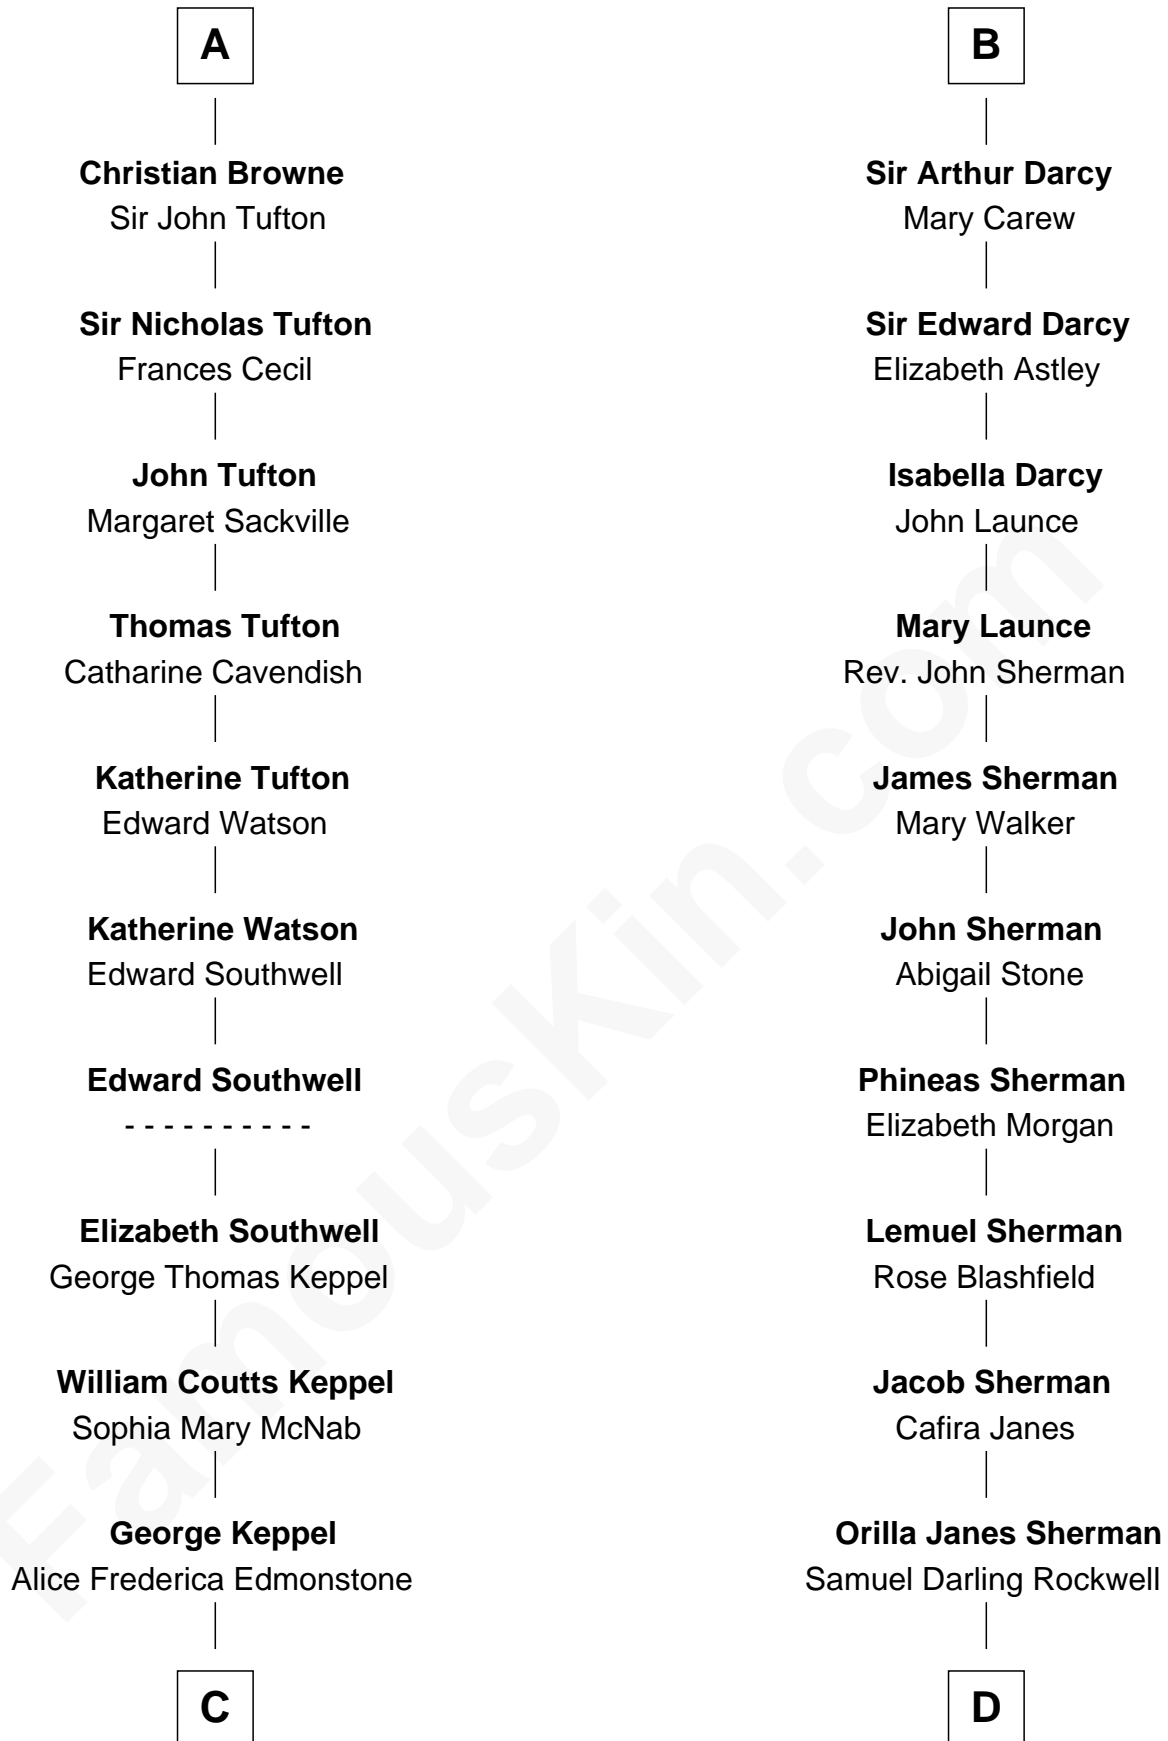 A
Christian Browne
Sir John Tufton
Sir Nicholas Tufton
Frances Cecil
John Tufton
Margaret Sackville
Thomas Tufton
Catharine Cavendish
Katherine Tufton
Edward Watson
Katherine Watson
Edward Southwell
Edward Southwell
- - - - - - - - - -
Elizabeth Southwell
George Thomas Keppel
William Coutts Keppel
Sophia Mary McNab
George Keppel
Alice Frederica Edmonstone
C
B
Sir Arthur Darcy
Mary Carew
Sir Edward Darcy
Elizabeth Astley
Isabella Darcy
John Launce
Mary Launce
Rev. John Sherman
James Sherman
Mary Walker
John Sherman
Abigail Stone
Phineas Sherman
Elizabeth Morgan
Lemuel Sherman
Rose Blashfield
Jacob Sherman
Cafira Janes
Orilla Janes Sherman
Samuel Darling Rockwell
D
FamousKin.com